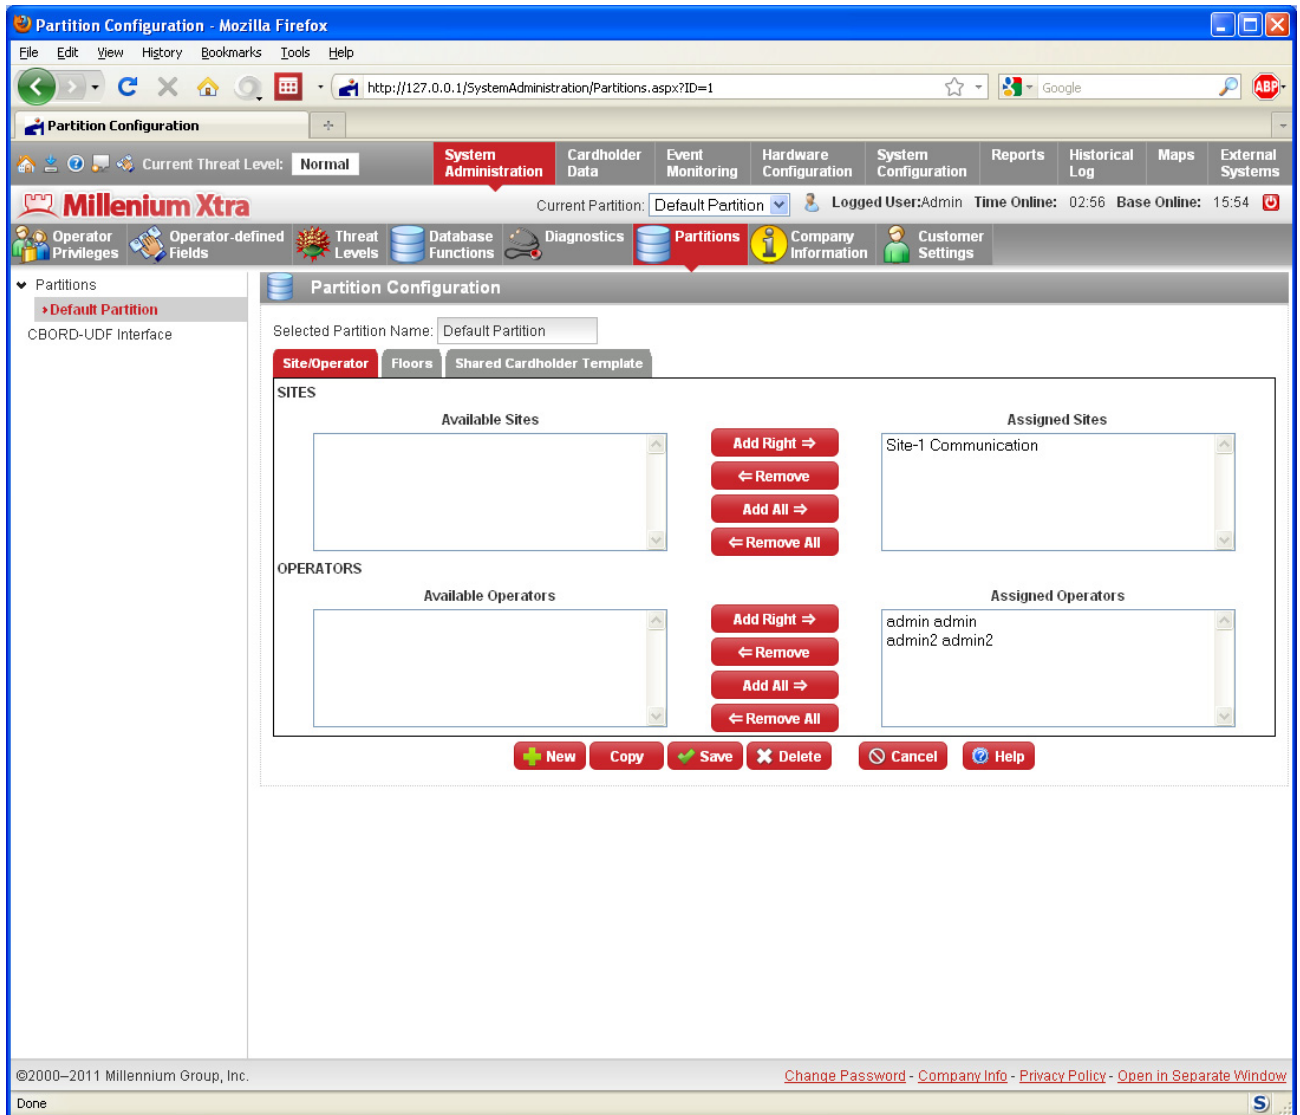 Partition Configuration - Mozilla Firefox
File Edit View History Bookmarks Tools Help
http://127.0.0.1/SystemAdministration/Partitions.aspx?ID=1
Google
ABP
Partition Configuration
Current Threat Level: Normal
System Administration
Cardholder Data
Event Monitoring
Hardware Configuration
System Configuration
Reports
Historical Log
Maps
External Systems
Millenium Xtra
Current Partition: Default Partition
Logged User:Admin Time Online: 02:56 Base Online: 15:54
Operator Privileges
Operator-defined Fields
Threat Levels
Database Functions
Diagnostics
Partitions
Company Information
Customer Settings
Partitions
Default Partition
CBORD-UDF Interface
Partition Configuration
Selected Partition Name: Default Partition
Site/Operator Floors Shared Cardholder Template
SITES
Available Sites
Assigned Sites
Add Right ⇒
⇐ Remove
Add All ⇒
⇐ Remove All
Site-1 Communication
OPERATORS
Available Operators
Assigned Operators
Add Right ⇒
⇐ Remove
Add All ⇒
⇐ Remove All
admin admin
admin2 admin2
New Copy Save Delete Cancel Help
©2000–2011 Millennium Group, Inc.
Change Password - Company Info - Privacy Policy - Open in Separate Window
Done
S